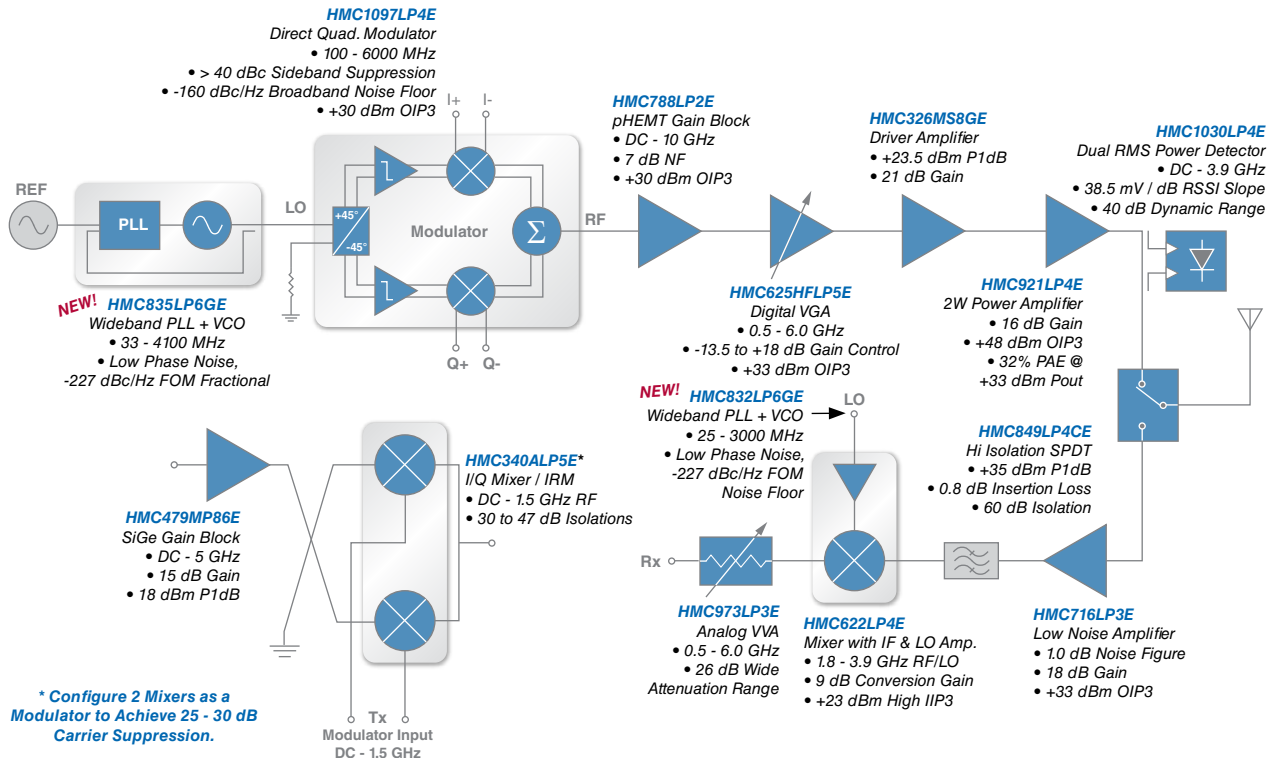 HMC1097LP4E
Direct Quad. Modulator
• 100 - 6000 MHz
• > 40 dBc Sideband Suppression
• -160 dBc/Hz Broadband Noise Floor
• +30 dBm OIP3
I+ I-
REF
PLL
LO
+45°
-45°
Modulator
Σ
RF
Q+ Q-
NEW!
HMC835LP6GE
Wideband PLL + VCO
• 33 - 4100 MHz
• Low Phase Noise,
-227 dBc/Hz FOM Fractional
HMC788LP2E
pHEMT Gain Block
• DC - 10 GHz
• 7 dB NF
• +30 dBm OIP3
HMC625HFLP5E
Digital VGA
• 0.5 - 6.0 GHz
• -13.5 to +18 dB Gain Control
• +33 dBm OIP3
HMC326MS8GE
Driver Amplifier
• +23.5 dBm P1dB
• 21 dB Gain
HMC1030LP4E
Dual RMS Power Detector
• DC - 3.9 GHz
• 38.5 mV / dB RSSI Slope
• 40 dB Dynamic Range
HMC921LP4E
2W Power Amplifier
• 16 dB Gain
• +48 dBm OIP3
• 32% PAE @
+33 dBm Pout
HMC849LP4CE
Hi Isolation SPDT
• +35 dBm P1dB
• 0.8 dB Insertion Loss
• 60 dB Isolation
NEW!
HMC832LP6GE
Wideband PLL + VCO
• 25 - 3000 MHz
• Low Phase Noise,
-227 dBc/Hz FOM
Noise Floor
LO
HMC479MP86E
SiGe Gain Block
• DC - 5 GHz
• 15 dB Gain
• 18 dBm P1dB
HMC340ALP5E*
I/Q Mixer / IRM
• DC - 1.5 GHz RF
• 30 to 47 dB Isolations
Rx
HMC973LP3E
Analog VVA
• 0.5 - 6.0 GHz
• 26 dB Wide
Attenuation Range
HMC622LP4E
Mixer with IF & LO Amp.
• 1.8 - 3.9 GHz RF/LO
• 9 dB Conversion Gain
• +23 dBm High IIP3
HMC716LP3E
Low Noise Amplifier
• 1.0 dB Noise Figure
• 18 dB Gain
• +33 dBm OIP3
* Configure 2 Mixers as a
Modulator to Achieve 25 - 30 dB
Carrier Suppression.
Tx
Modulator Input
DC - 1.5 GHz